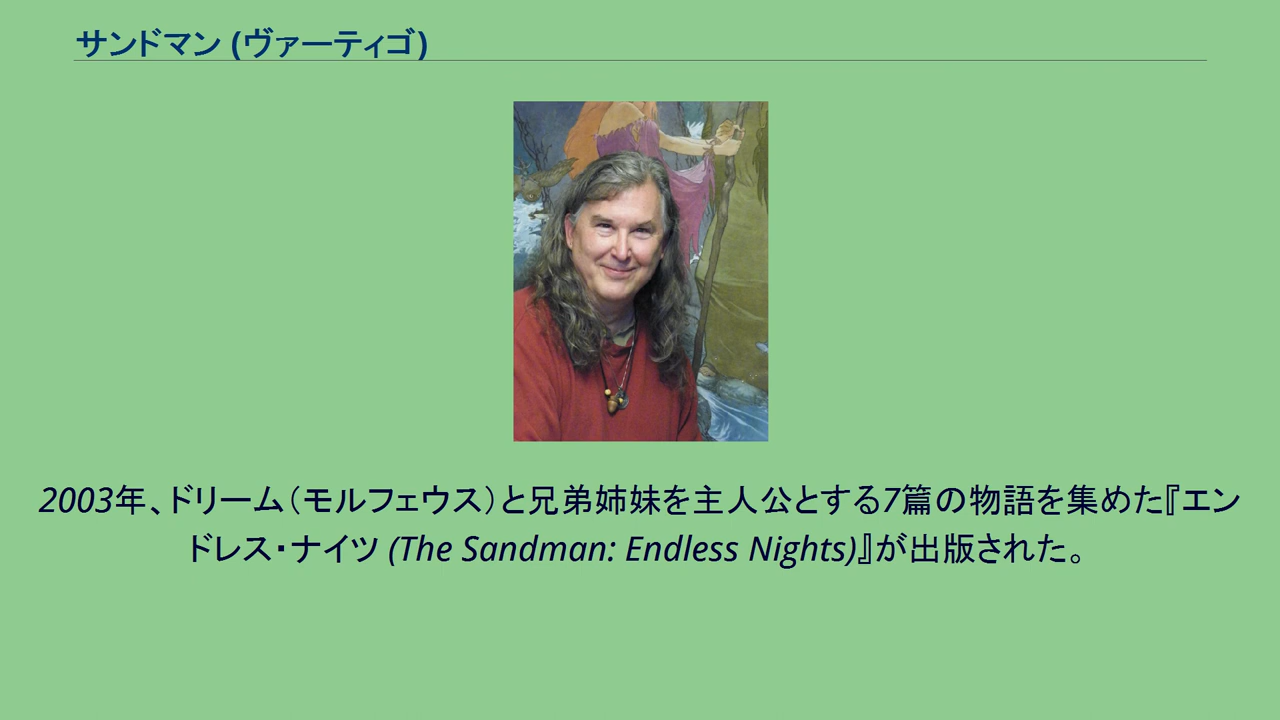 サンドマン (ヴァーティゴ)
2003年、ドリーム（モルフェウス）と兄弟姉妹を主人公とする7篇の物語を集めた『エン
ドレス・ナイツ (The Sandman: Endless Nights)』が出版された。